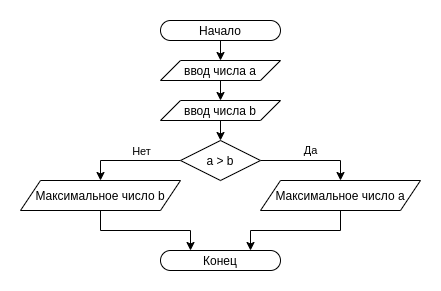 Начало
ввод числа a
ввод числа b
a > b
Нет
Да
Максимальное число b
Максимальное число a
Конец